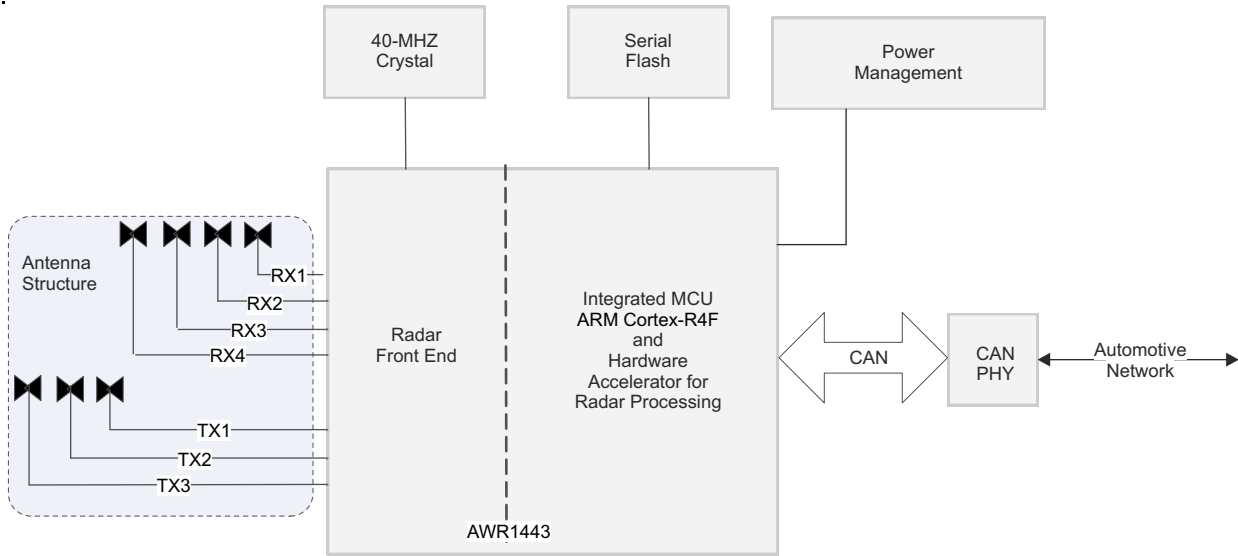 40-MHZ
Crystal
Serial
Flash
Power
Management
Antenna
Structure
RX1
RX2
RX3
RX4
TX1
TX2
TX3
Radar
Front End
Integrated MCU
ARM Cortex-R4F
and
Hardware
Accelerator for
Radar Processing
CAN
CAN
PHY
Automotive
Network
AWR1443